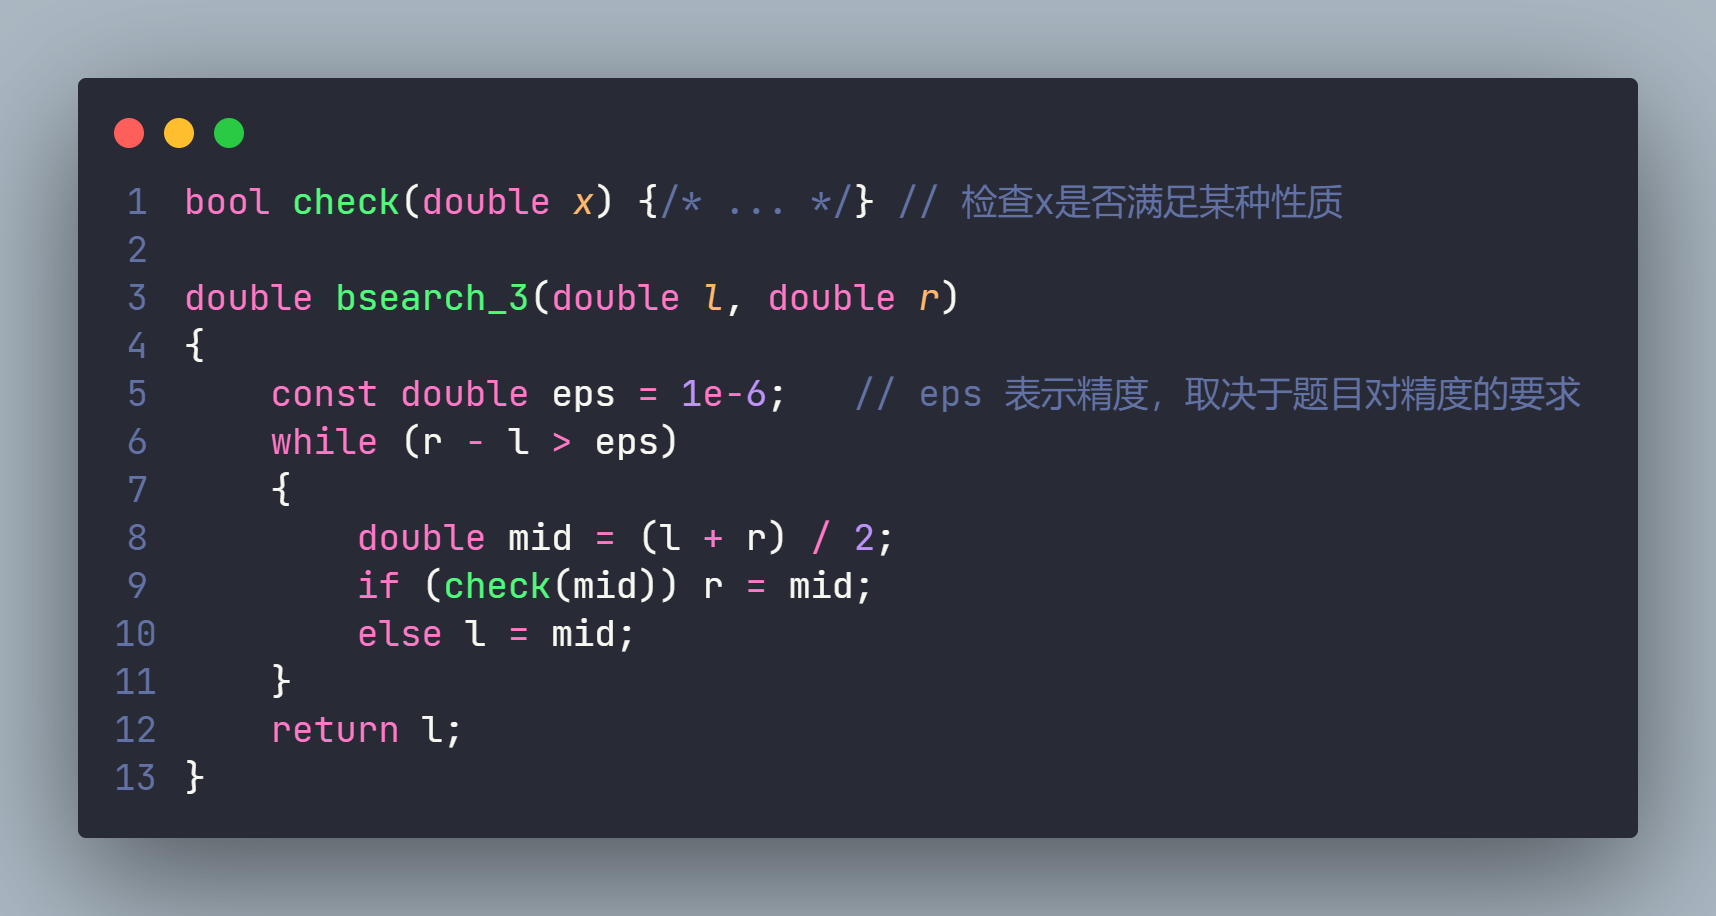 1 bool check(double x) {/* ... */} // 检查x是否满足某种性质
2
3 double bsearch_3(double l, double r)
4 {
5     const double eps = 1e-6;   // eps 表示精度，取决于题目对精度的要求
6     while (r - l > eps)
7     {
8         double mid = (l + r) / 2;
9         if (check(mid)) r = mid;
10         else l = mid;
11     }
12     return l;
13 }